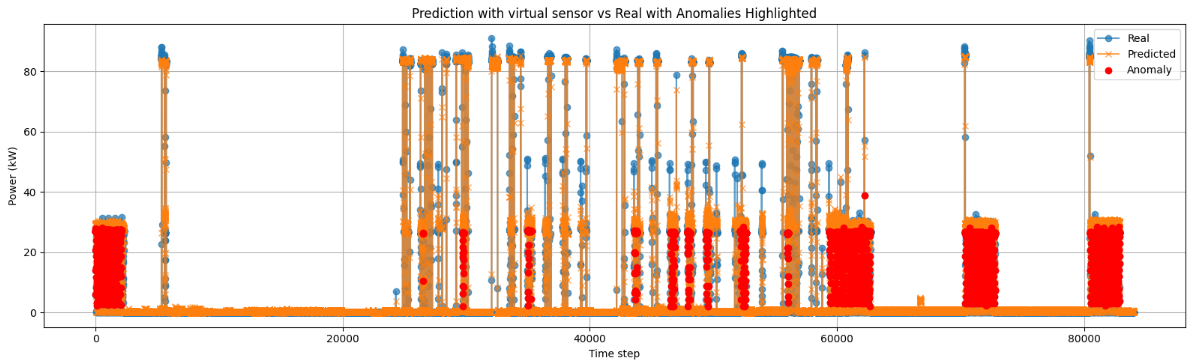 Prediction with virtual sensor vs Real with Anomalies Highlighted
Real
Predicted
Anomaly
Power (kW)
80
60
40
20
0
0
20000
40000
60000
80000
Time step